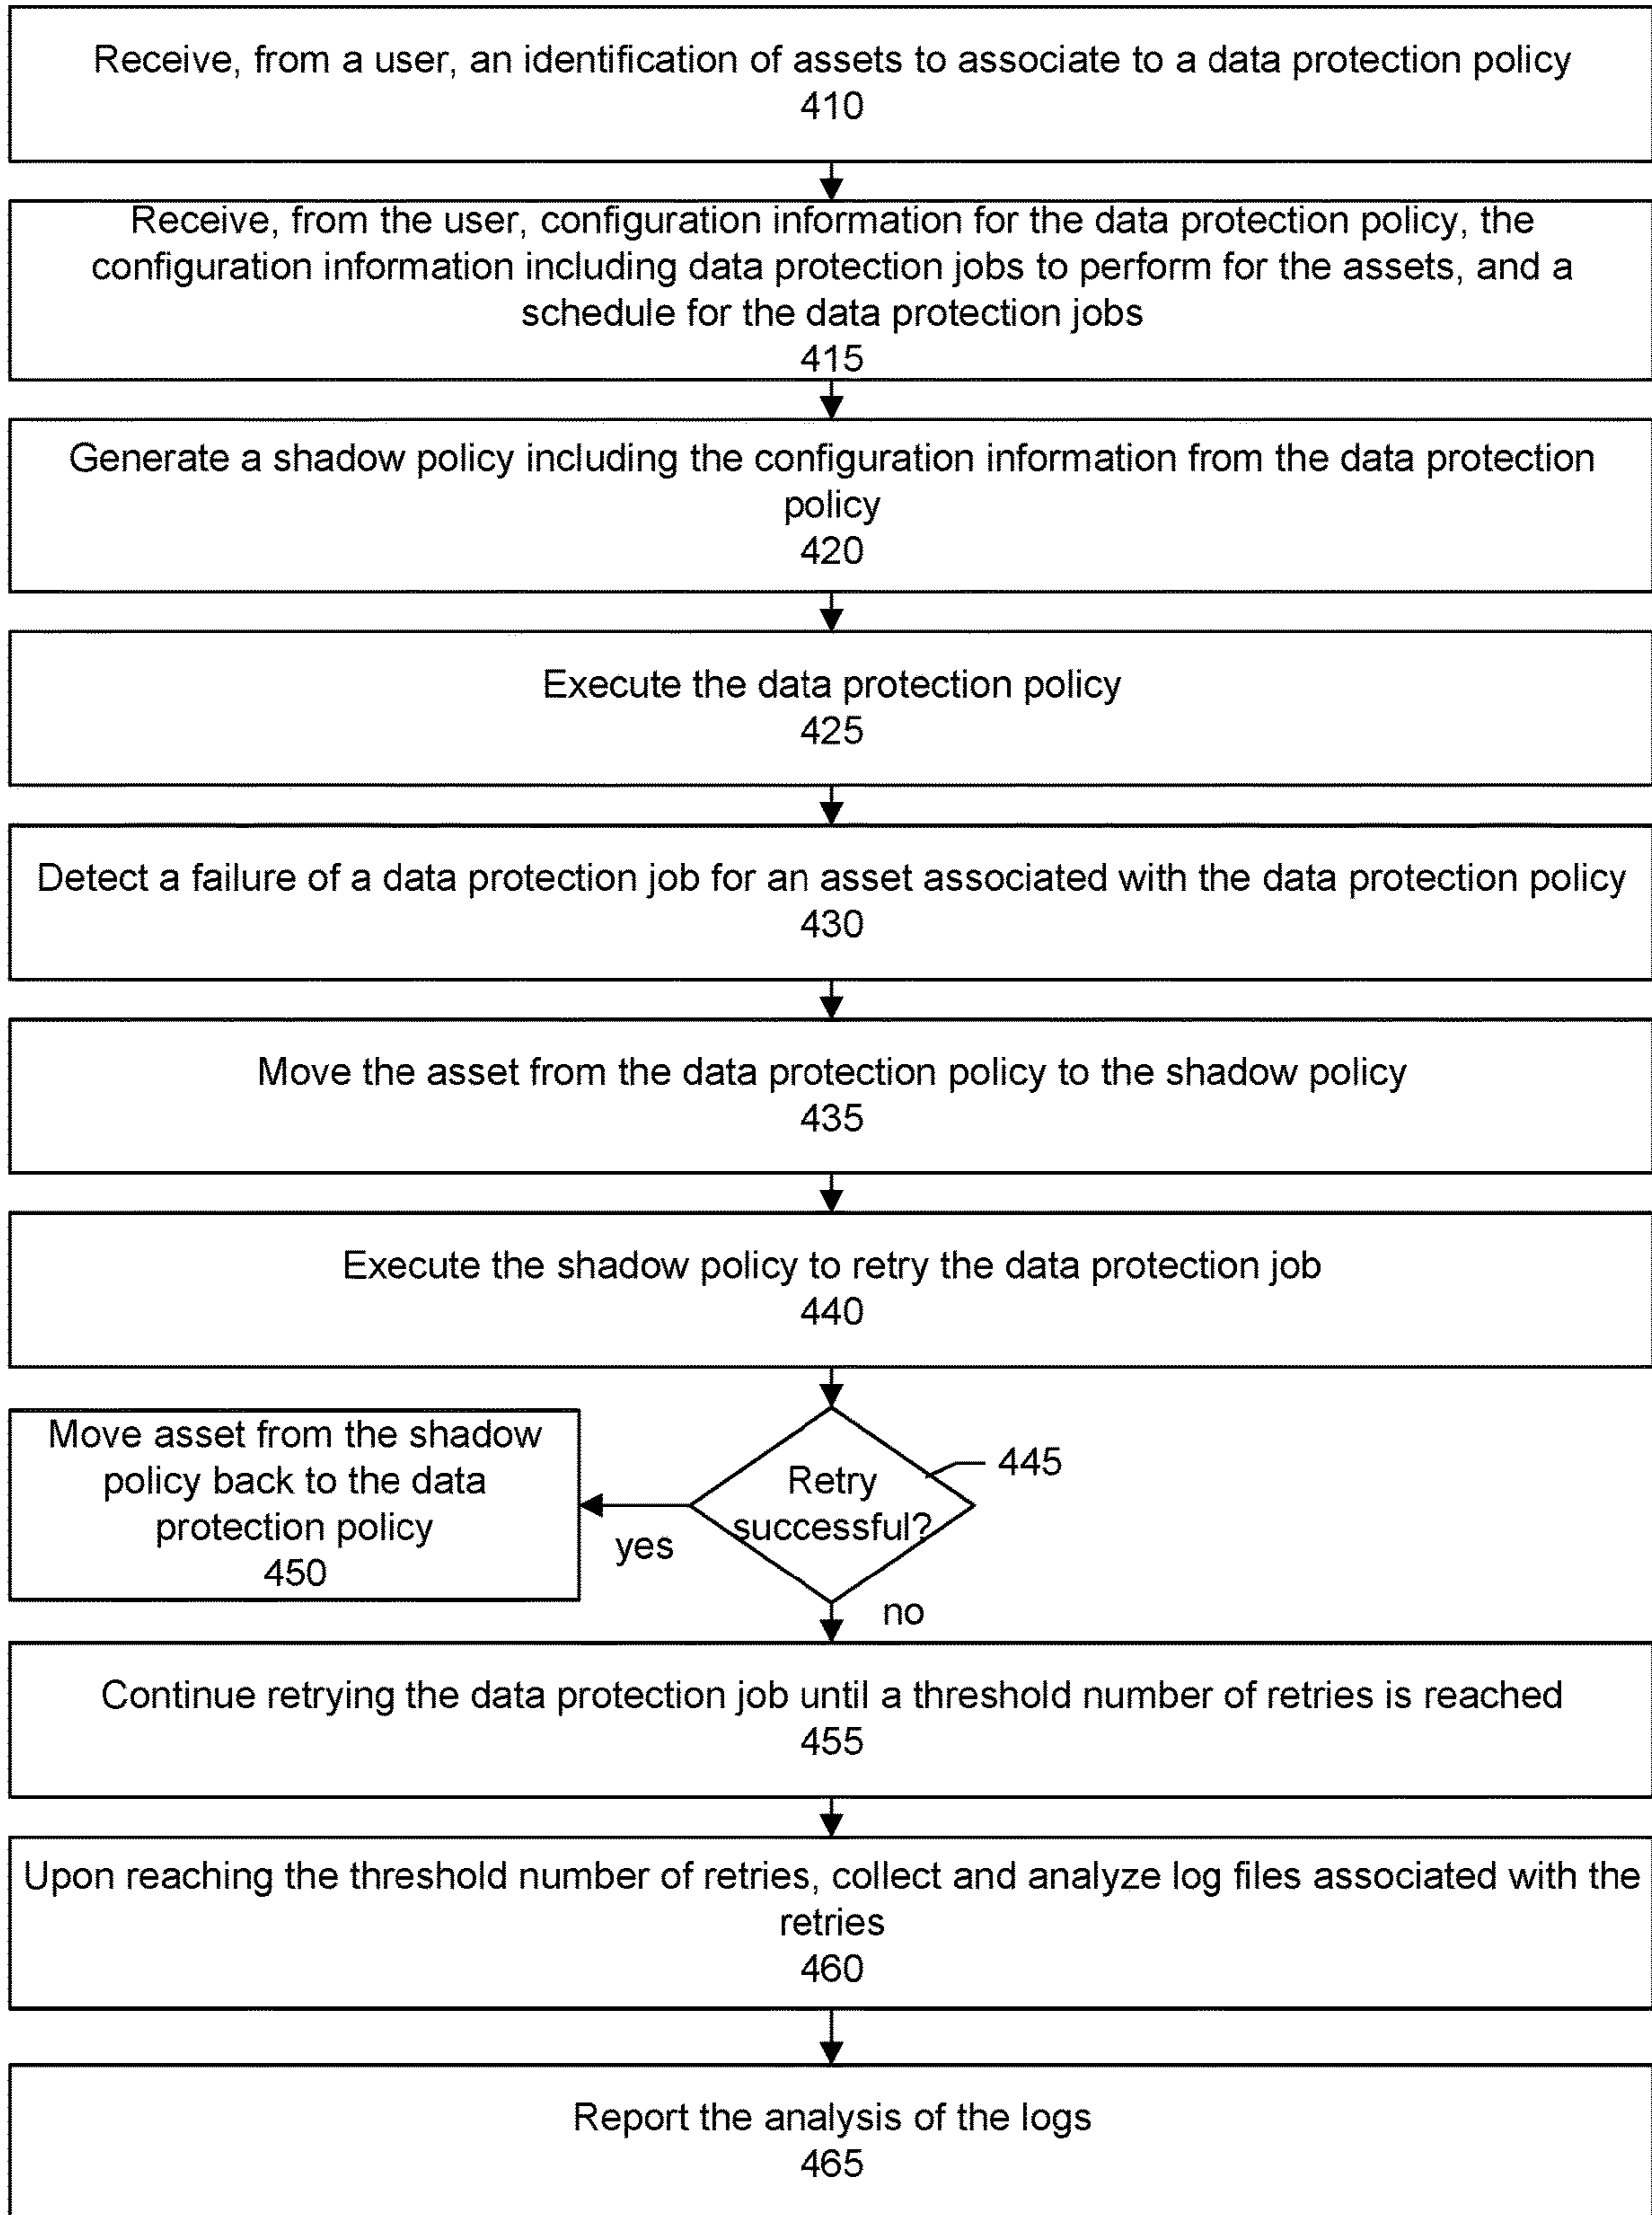 Receive, from a user, an identification of assets to associate to a data protection policy
410
Receive, from the user, configuration information for the data protection policy, the
configuration information including data protection jobs to perform for the assets, and a
schedule for the data protection jobs
415
Generate a shadow policy including the configuration information from the data protection
policy
420
Execute the data protection policy
425
Detect a failure of a data protection job for an asset associated with the data protection policy
430
Move the asset from the data protection policy to the shadow policy
435
Execute the shadow policy to retry the data protection job
440
Move asset from the shadow
policy back to the data
protection policy
450
yes
Retry
successful?
445
no
Continue retrying the data protection job until a threshold number of retries is reached
455
Upon reaching the threshold number of retries, collect and analyze log files associated with the
retries
460
Report the analysis of the logs
465